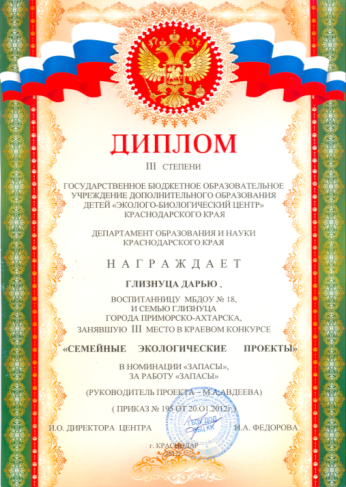 ДИПЛОМ
III СТЕПЕНИ
ГОСУДАРСТВЕННОЕ БЮДЖЕТНОЕ ОБРАЗОВАТЕЛЬНОЕ
УЧРЕЖДЕНИЕ ДОПОЛНИТЕЛЬНОГО ОБРАЗОВАНИЯ
ДЕТЕЙ «ЭКОЛОГО-БИОЛОГИЧЕСКИЙ ЦЕНТР»
КРАСНОДАРСКОГО КРАЯ
ДЕПАРТАМЕНТ ОБРАЗОВАНИЯ И НАУКИ
КРАСНОДАРСКОГО КРАЯ
НАГРАЖДАЕТ
ГЛИЗНУЦА ДАРЬЮ ,
ВОСПИТАННИЦУ МБДОУ № 18,
И СЕМЬЮ ГЛИЗНУЦА
ГОРОДА ПРИМОРСКО-АХТАРСКА,
ЗАНЯВШУЮ III МЕСТО В КРАЕВОМ КОНКУРСЕ
«СЕМЕЙНЫЕ ЭКОЛОГИЧЕСКИЕ ПРОЕКТЫ»
В НОМИНАЦИИ «ЗАПАСЫ»,
ЗА РАБОТУ «ЗАПАСЫ»
(РУКОВОДИТЕЛЬ ПРОЕКТА – М.А.АВДЕЕВА)
( ПРИКАЗ № 195 ОТ 20.О1 2012г.)
И.О. ДИРЕКТОРА ЦЕНТРА И.А. ФЕДОРОВА
г. КРАСНОДАР